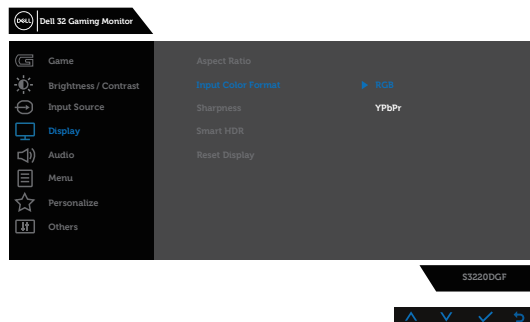 DELL Dell 32 Gaming Monitor
Game
Brightness / Contrast
Input Source
Display
Audio
Menu
Personalize
Others
Aspect Ratio
Input Color Format
Sharpness
Smart HDR
Reset Display
RGB
YPbPr
S3220DGF